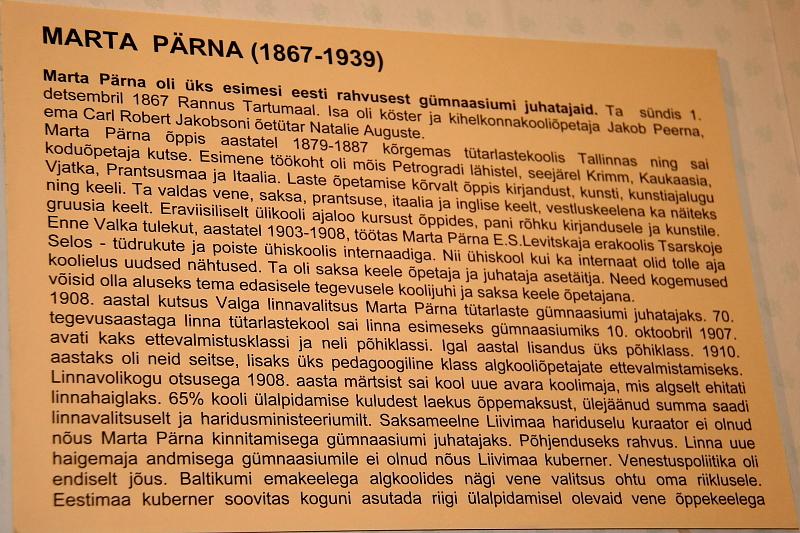 MARTA PÄRNA (1867-1939)
Marta Pärna oli üks esimesi eesti rahvusest gümnaasiumi juhatajaid. Ta sündis 1.
detsembril 1867 Rannus Tartumaal. Isa oli köster ja kihelkonnakooliõpetaja Jakob Peerna,
ema Carl Robert Jakobsoni õetütar Natalie Auguste.
Marta Pärna õppis aastatel 1879-1887 kõrgemas tütarlastekoolis Tallinnas ning sai
koduõpetaja kutse. Esimene töökoht oli mõis Petrogradi lähistel, seejärel Krimm, Kaukaasia,
Vjatka, Prantsusmaa ja Itaalia. Laste õpetamise kõrvalt õppis kirjandust, kunsti, kunstiajalugu
ning keeli. Ta valdas vene, saksa, prantsuse, itaalia ja inglise keelt, vestluskeelena ka näiteks
gruusia keelt. Eraviisiliselt ülikooli ajaloo kursust õppides, pani rõhku kirjandusele ja kunstile.
Enne Valka tulekut, aastatel 1903-1908, töötas Marta Pärna E.S.Levitskaja erakoolis Tsarskoje
Selos - tüdrukute ja poiste ühiskoolis internaadiga. Nii ühiskool kui ka internaat olid tolle aja
koolielus uudsed nähtused. Ta oli saksa keele õpetaja ja juhataja asetäitja. Need kogemused
võisid olla aluseks tema edasisele tegevusele koolijuhi ja saksa keele õpetajana.
1908. aastal kutsus Valga linnavalitsus Marta Pärna tütarlaste gümnaasiumi juhatajaks. 70.
tegevusaastaga linna tütarlastekool sai linna esimeseks gümnaasiumiks 10. oktoobril 1907.
avati kaks ettevalmistusklassi ja neli põhiklassi. Igal aastal lisandus üks põhiklass. 1910.
aastaks oli neid seitse, lisaks üks pedagoogiline klass algkooliõpetajate ettevalmistamiseks.
Linnavolikogu otsusega 1908. aasta märtsist sai kool uue avara koolimaja, mis algselt ehitati
linnahaiglaks. 65% kooli ülalpidamise kuludest laekus õppemaksust, ülejäänud summa saadi
linnavalitsuselt ja haridusministeeriumilt. Saksameelne Liivimaa hariduselu kuraator ei olnud
nõus Marta Pärna kinnitamisega gümnaasiumi juhatajaks. Põhjenduseks rahvus. Linna uue
haigemaja andmisega gümnaasiumile ei olnud nõus Liivimaa kuberner. Venestuspoliitika oli
endiselt jõus. Baltikumi emakeelega algkoolides nägi vene valitsus ohtu oma riiklusele.
Eestimaa kuberner soovitas koguni asutada riigi ülalpidamisel olevaid vene õppekeelega